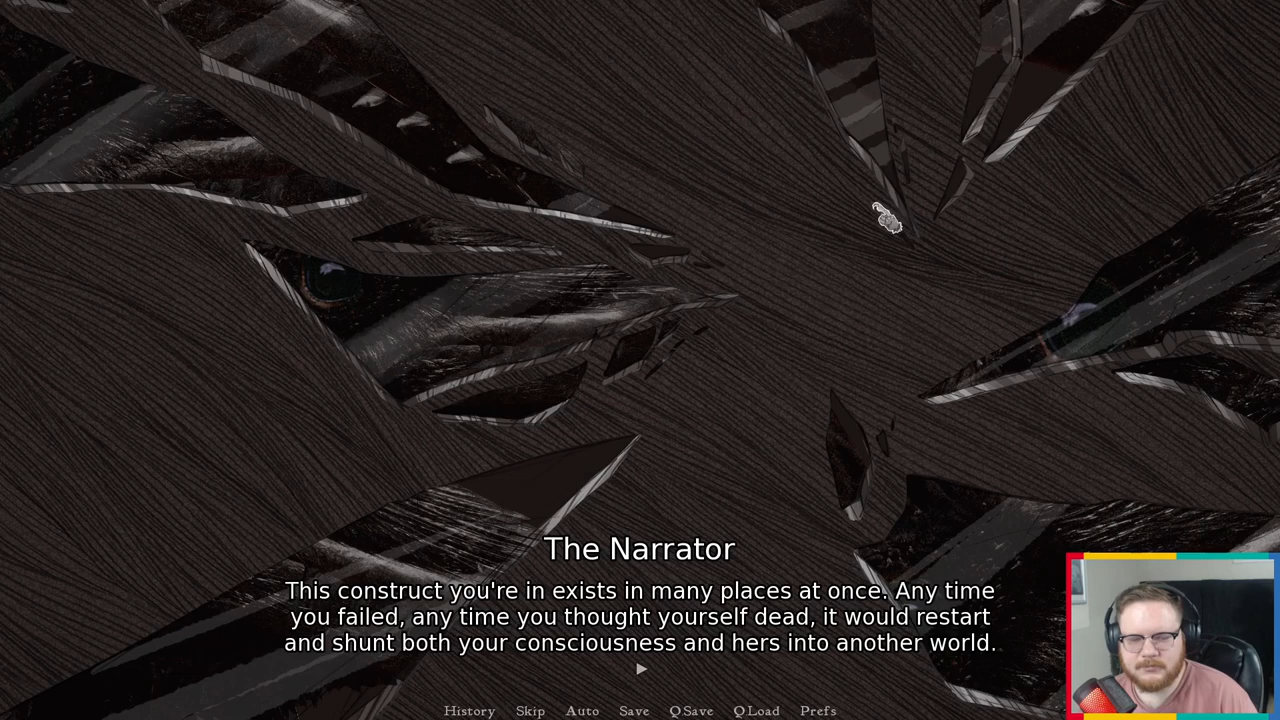 The Narrator
This construct you're in exists in many places at once. Any time
you failed, any time you thought yourself dead, it would restart
and shunt both your consciousness and hers into another world.
History Skip Auto Save Q.Save Q.Load Prefs